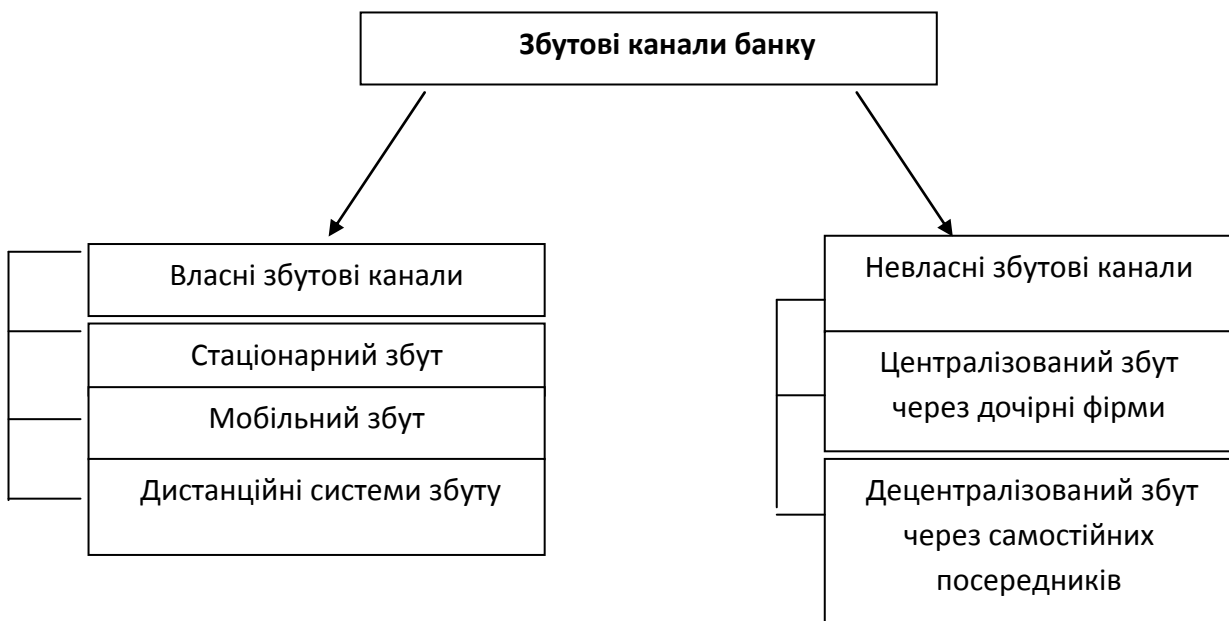 Збутові канали банку
Власні збутові канали
Стаціонарний збут
Мобільний збут
Дистанційні системи збуту
Невласні збутові канали
Централізований збут
через дочірні фірми
Децентралізований збут
через самостійних
посередників